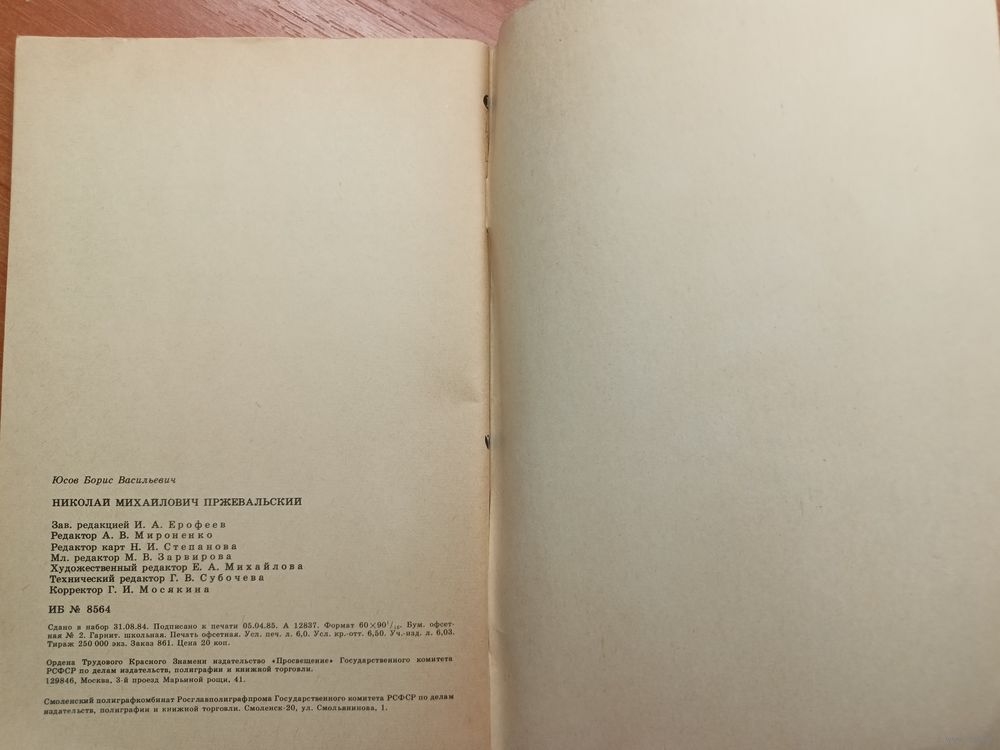 Юсов Борис Васильевич
НИКОЛАЙ МИХАЙЛОВИЧ ПРЖЕВАЛЬСКИЙ
Зав. редакцией И. А. Ерофеев
Редактор А. В. Мироненко
Редактор карт Н. И. Степанова
Мл. редактор М. В. Зарвирова
Художественный редактор Е. А. Михайлова
Технический редактор Г. В. Субочева
Корректор Г. И. Мосякина
ИБ № 8564
Сдано в набор 31.08.84. Подписано к печати 05.04.85. А 12837. Формат 60×90¹/₁₆. Бум. офсет-
ная № 2. Гарнит. школьная. Печать офсетная. Усл. печ. л. 6,0. Усл. кр.-отт. 6,50. Уч.-изд. л. 6,03.
Тираж 250 000 экз. Заказ 861. Цена 20 коп.
Ордена Трудового Красного Знамени издательство «Просвещение» Государственного комитета
РСФСР по делам издательств, полиграфии и книжной торговли.
129846, Москва, 3-й проезд Марьиной рощи, 41.
Смоленский полиграфкомбинат Росглавполиграфпрома Государственного комитета РСФСР по делам
издательств, полиграфии и книжной торговли. Смоленск-20, ул. Смольянинова, 1.